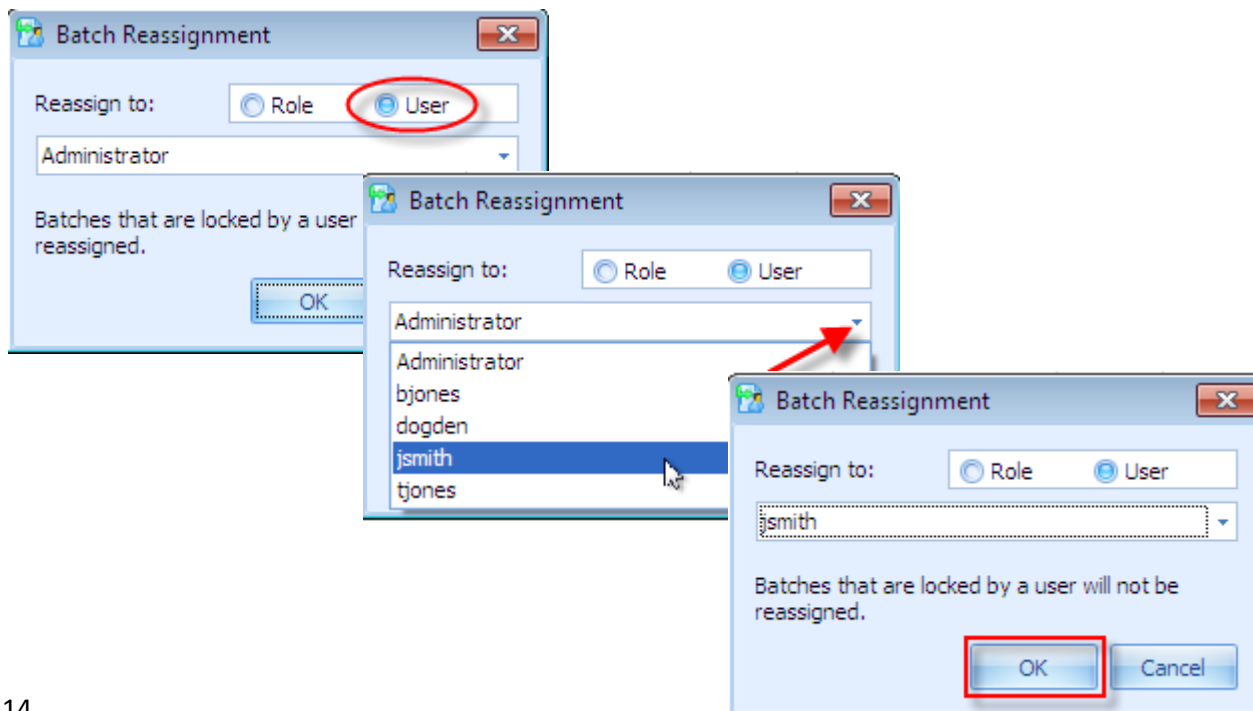 Batch Reassignment
Reassign to:
Role
User
Administrator
Batches that are locked by a user
reassigned.
OK
Batch Reassignment
Reassign to:
Role
User
Administrator
Administrator
bjones
dogden
jsmith
tjones
Batch Reassignment
Reassign to:
Role
User
jsmith
Batches that are locked by a user will not be
reassigned.
OK
Cancel
14